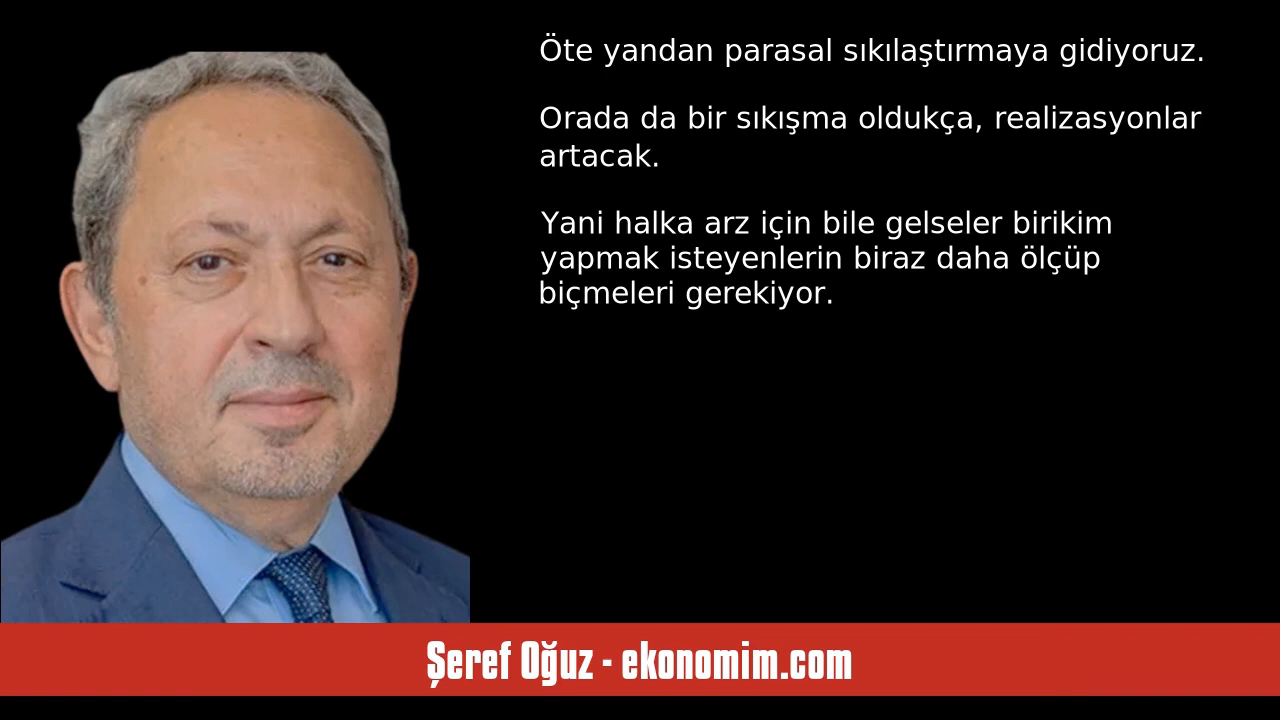 Öte yandan parasal sıkılaştırmaya gidiyoruz.
Orada da bir sıkışma oldukça, realizasyonlar
artacak.
Yani halka arz için bile gelseler birikim
yapmak isteyenlerin biraz daha ölçüp
biçmeleri gerekiyor.
Şeref Oğuz - ekonomim.com